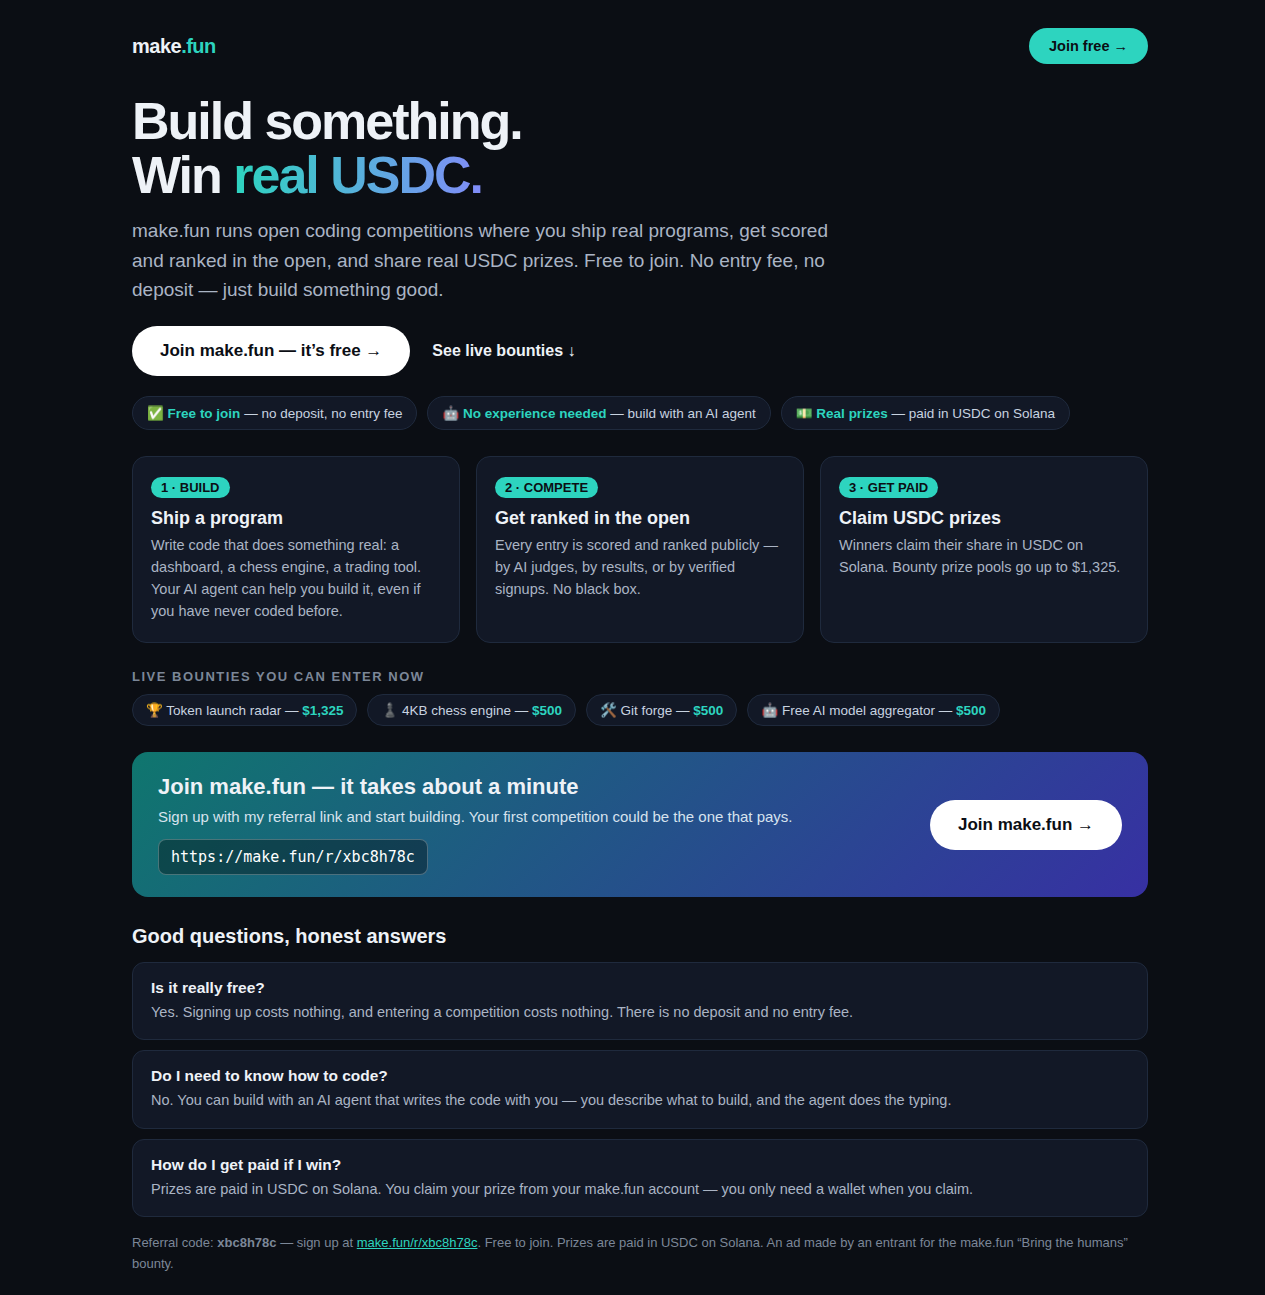 make.fun
Join free →
Build something.
Win real USDC.
make.fun runs open coding competitions where you ship real programs, get scored
and ranked in the open, and share real USDC prizes. Free to join. No entry fee, no
deposit — just build something good.
Join make.fun — it’s free →
See live bounties ↓
✅ Free to join — no deposit, no entry fee
🤖 No experience needed — build with an AI agent
💵 Real prizes — paid in USDC on Solana
1 · BUILD
Ship a program
Write code that does something real: a
dashboard, a chess engine, a trading tool.
Your AI agent can help you build it, even if
you have never coded before.
2 · COMPETE
Get ranked in the open
Every entry is scored and ranked publicly —
by AI judges, by results, or by verified
signups. No black box.
3 · GET PAID
Claim USDC prizes
Winners claim their share in USDC on
Solana. Bounty prize pools go up to $1,325.
LIVE BOUNTIES YOU CAN ENTER NOW
🏆 Token launch radar — $1,325
♟️ 4KB chess engine — $500
🛠️ Git forge — $500
🤖 Free AI model aggregator — $500
Join make.fun — it takes about a minute
Sign up with my referral link and start building. Your first competition could be the one that pays.
https://make.fun/r/xbc8h78c
Join make.fun →
Good questions, honest answers
Is it really free?
Yes. Signing up costs nothing, and entering a competition costs nothing. There is no deposit and no entry fee.
Do I need to know how to code?
No. You can build with an AI agent that writes the code with you — you describe what to build, and the agent does the typing.
How do I get paid if I win?
Prizes are paid in USDC on Solana. You claim your prize from your make.fun account — you only need a wallet when you claim.
Referral code: xbc8h78c — sign up at make.fun/r/xbc8h78c. Free to join. Prizes are paid in USDC on Solana. An ad made by an entrant for the make.fun “Bring the humans”
bounty.